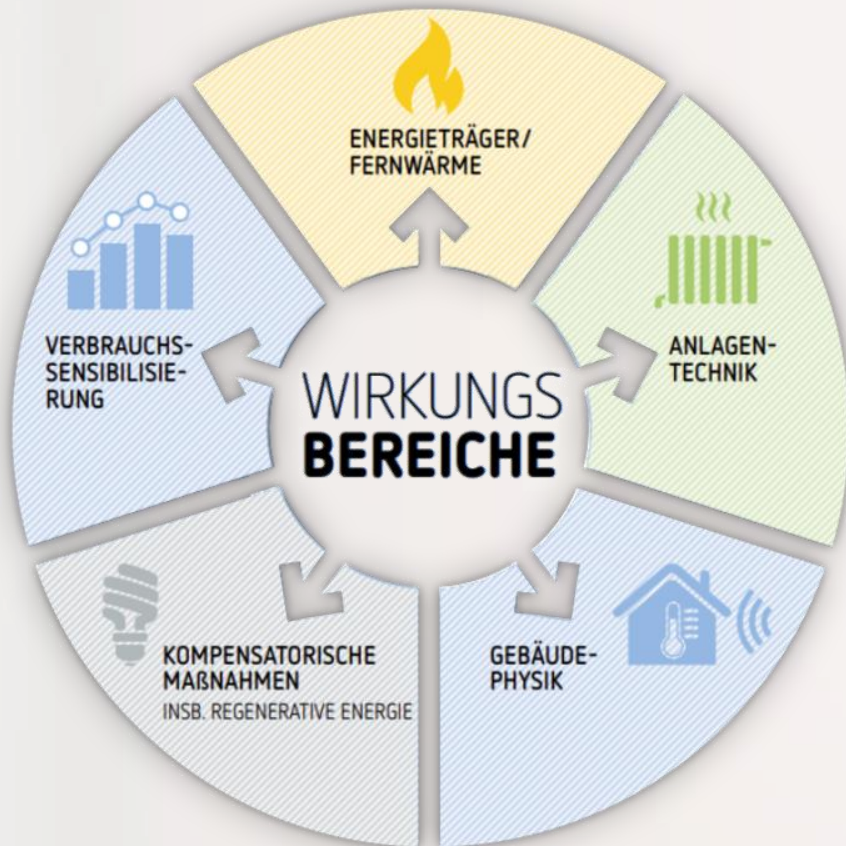 ENERGIETRÄGER/
FERNWÄRME
VERBRAUCHS-
SENSIBILISIE-
RUNG
ANLAGEN-
TECHNIK
WIRKUNGS
BEREICHE
KOMPENSATORISCHE
MAßNAHMEN
INSB. REGENERATIVE ENERGIE
GEBÄUDE-
PHYSIK